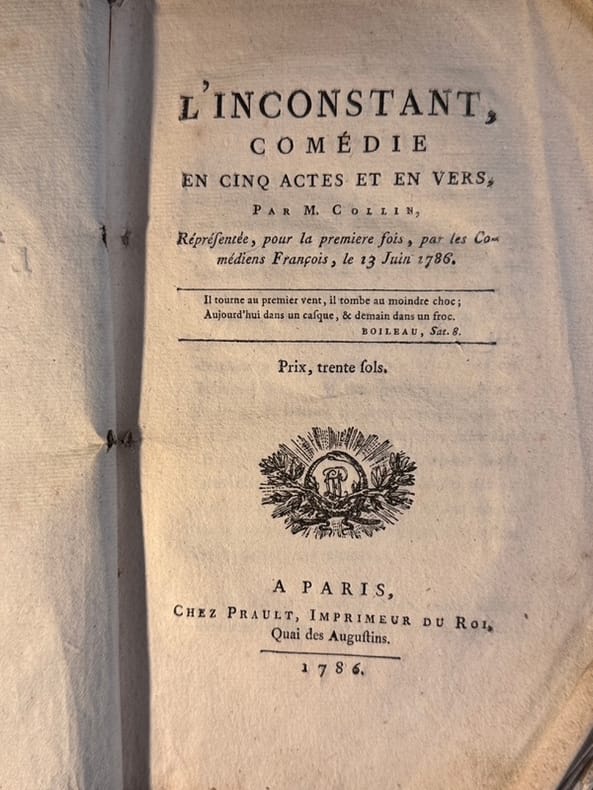 L'INCONSTANT,
COMÉDIE
EN CINQ ACTES ET EN VERS,
PAR M. COLLIN,
Répréſentée, pour la premiere fois, par les Co-
médiens François, le 13 Juin 1786.
Il tourne au premier vent, il tombe au moindre choc;
Aujourd'hui dans un caſque, & demain dans un froc.
BOILEAU, Sat. 8.
Prix, trente ſols.
A PARIS,
CHEZ PRAULT, IMPRIMEUR DU ROI,
Quai des Auguſtins.
1786.